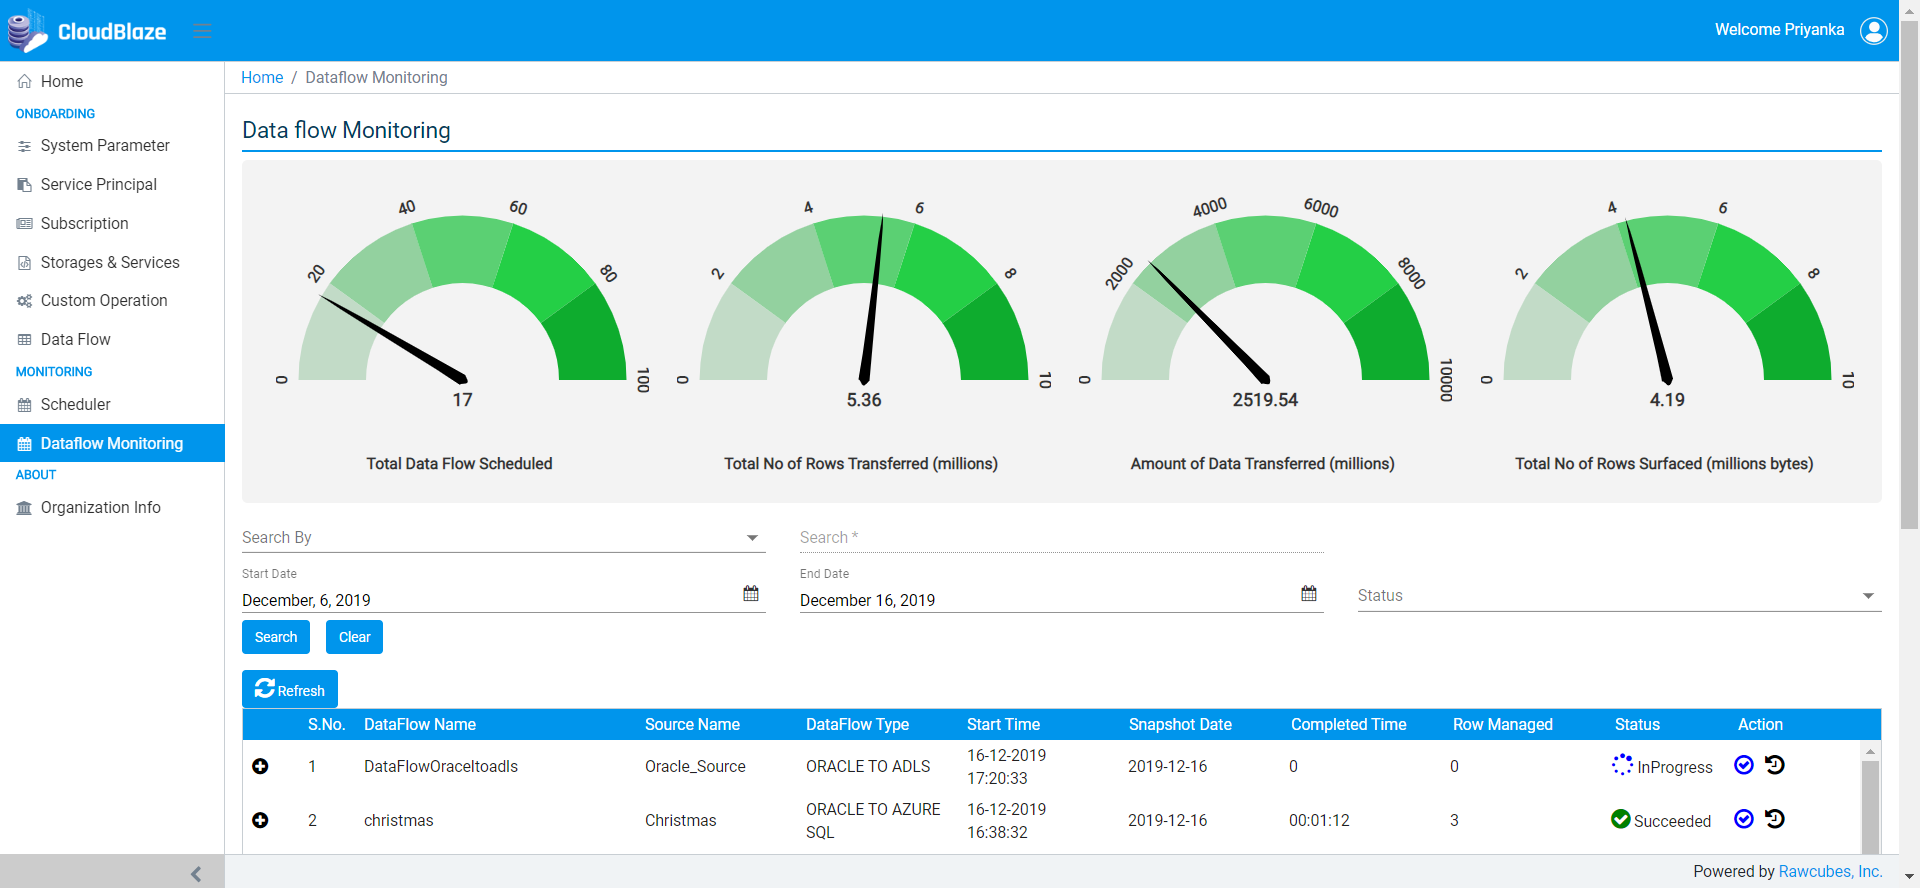 CloudBlaze
Welcome Priyanka
Home
ONBOARDING
System Parameter
Service Principal
Subscription
Storages & Services
Custom Operation
Data Flow
MONITORING
Scheduler
Dataflow Monitoring
ABOUT
Organization Info
Home / Dataflow Monitoring
Data flow Monitoring
0 20 40 60 80 100
17
Total Data Flow Scheduled
0 2 4 6 8 10
5.36
Total No of Rows Transferred (millions)
0 2000 4000 6000 8000 10000
2519.54
Amount of Data Transferred (millions)
0 2 4 6 8 10
4.19
Total No of Rows Surfaced (millions bytes)
Search By
Search *
Start Date
December, 6, 2019
End Date
December 16, 2019
Status
Search Clear
Refresh
S.No. DataFlow Name Source Name DataFlow Type Start Time Snapshot Date Completed Time Row Managed Status Action
1 DataFlowOraceltoadls Oracle_Source ORACLE TO ADLS 16-12-2019 17:20:33 2019-12-16 0 0 InProgress
2 christmas Christmas ORACLE TO AZURE SQL 16-12-2019 16:38:32 2019-12-16 00:01:12 3 Succeeded
Powered by Rawcubes, Inc.